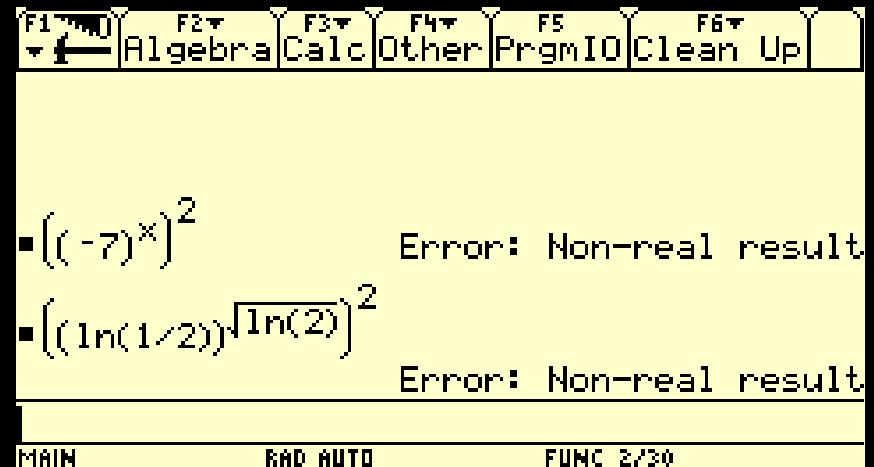 F1 F2 F3 F4 F5 F6
Algebra Calc Other PrgmIO Clean Up
((-7)^x)^2
Error: Non-real result
((ln(1/2))^√ln(2))^2
Error: Non-real result
MAIN RAD AUTO FUNC 2/30